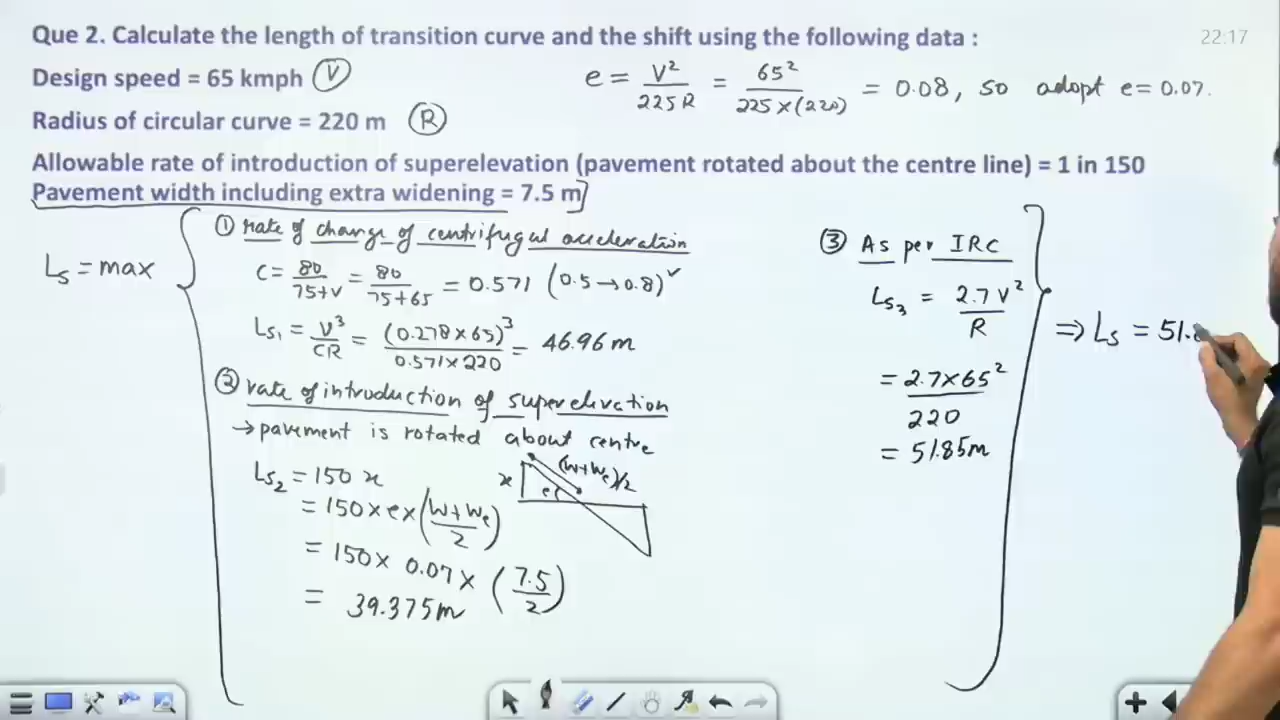 Que 2. Calculate the length of transition curve and the shift using the following data :
22:17
Design speed = 65 kmph (V)
e = V²/225R = 65²/225×(220) = 0.08, so adopt e = 0.07.
Radius of circular curve = 220 m (R)
Allowable rate of introduction of superelevation (pavement rotated about the centre line) = 1 in 150
Pavement width including extra widening = 7.5 m
Ls = max
① rate of change of centrifugal acceleration
C = 80/75+V = 80/75+65 = 0.571 (0.5→0.8)✓
Ls₁ = V³/CR = (0.278×65)³/0.571×220 = 46.96 m
② rate of introduction of superelevation
→ pavement is rotated about centre
Ls₂ = 150 x
= 150×e×(W+We/2)
= 150× 0.07× (7.5/2)
= 39.375m
x
e
(W+We)/2
③ As per IRC
Ls₃ = 2.7 V²/R
= 2.7×65²/220
= 51.85m
⇒ Ls = 51.